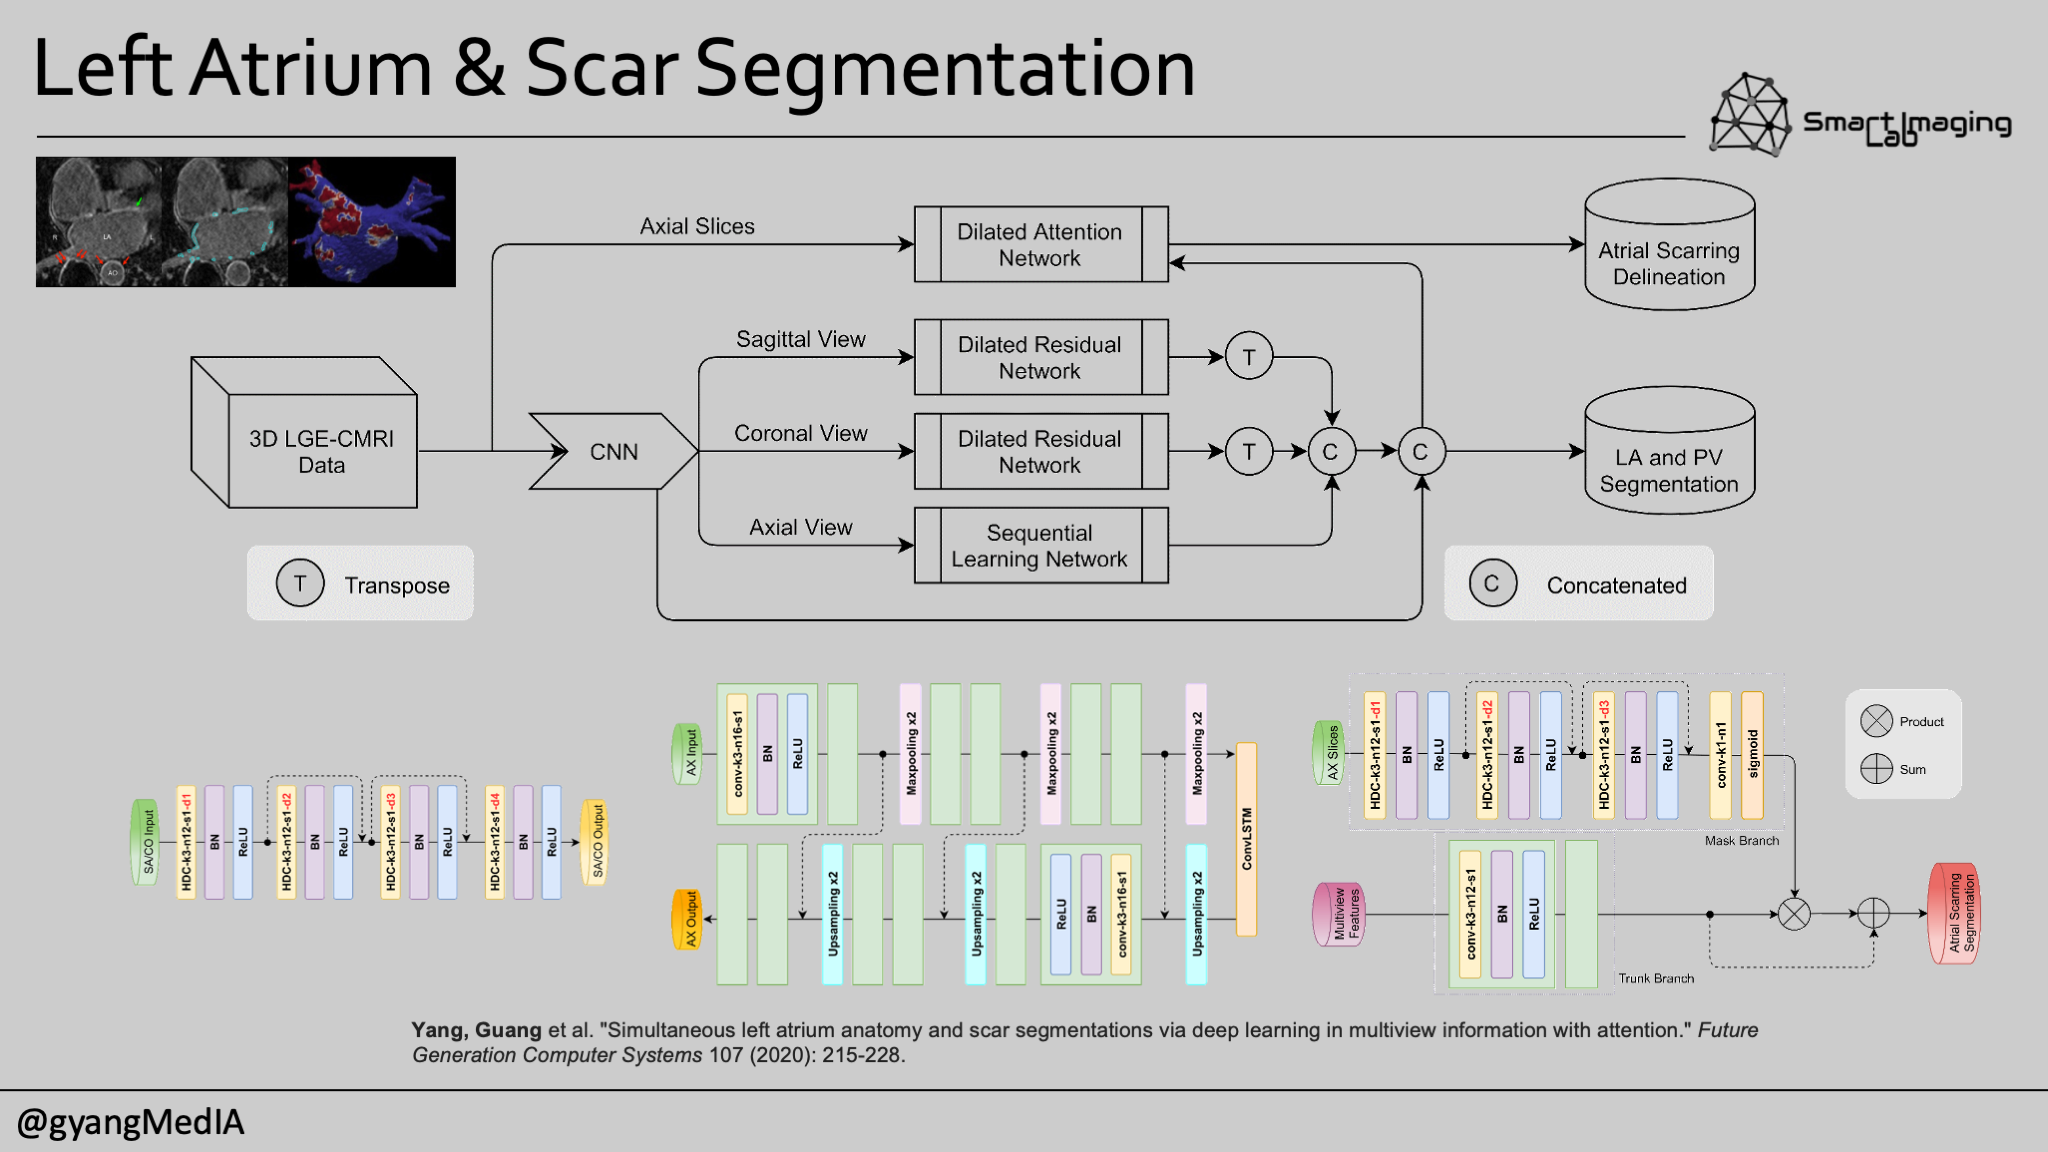 Left Atrium & Scar Segmentation
Smart Imaging
Lab
R
LA
L
AO
Axial Slices
Dilated Attention
Network
Atrial Scarring
Delineation
Sagittal View
Dilated Residual
Network
T
3D LGE-CMRI
Data
CNN
Coronal View
Dilated Residual
Network
T
C
C
LA and PV
Segmentation
Axial View
Sequential
Learning Network
T
Transpose
C
Concatenated
SA/CO Input
HDC-k3-n12-s1-d1
BN
ReLU
HDC-k3-n12-s1-d2
BN
ReLU
HDC-k3-n12-s1-d3
BN
ReLU
HDC-k3-n12-s1-d4
BN
ReLU
SA/CO Output
AX Input
conv-k3-n16-s1
BN
ReLU
Maxpooling x2
Maxpooling x2
Maxpooling x2
ConvLSTM
AX Output
Upsampling x2
Upsampling x2
ReLU
BN
conv-k3-n16-s1
Upsampling x2
AX Slices
HDC-k3-n12-s1-d1
BN
ReLU
HDC-k3-n12-s1-d2
BN
ReLU
HDC-k3-n12-s1-d3
BN
ReLU
conv-k1-n1
sigmoid
Mask Branch
Product
Sum
Multiview
Features
conv-k3-n12-s1
BN
ReLU
Trunk Branch
Atrial Scarring
Segmentation
Yang, Guang et al. "Simultaneous left atrium anatomy and scar segmentations via deep learning in multiview information with attention." Future
Generation Computer Systems 107 (2020): 215-228.
@gyangMedIA